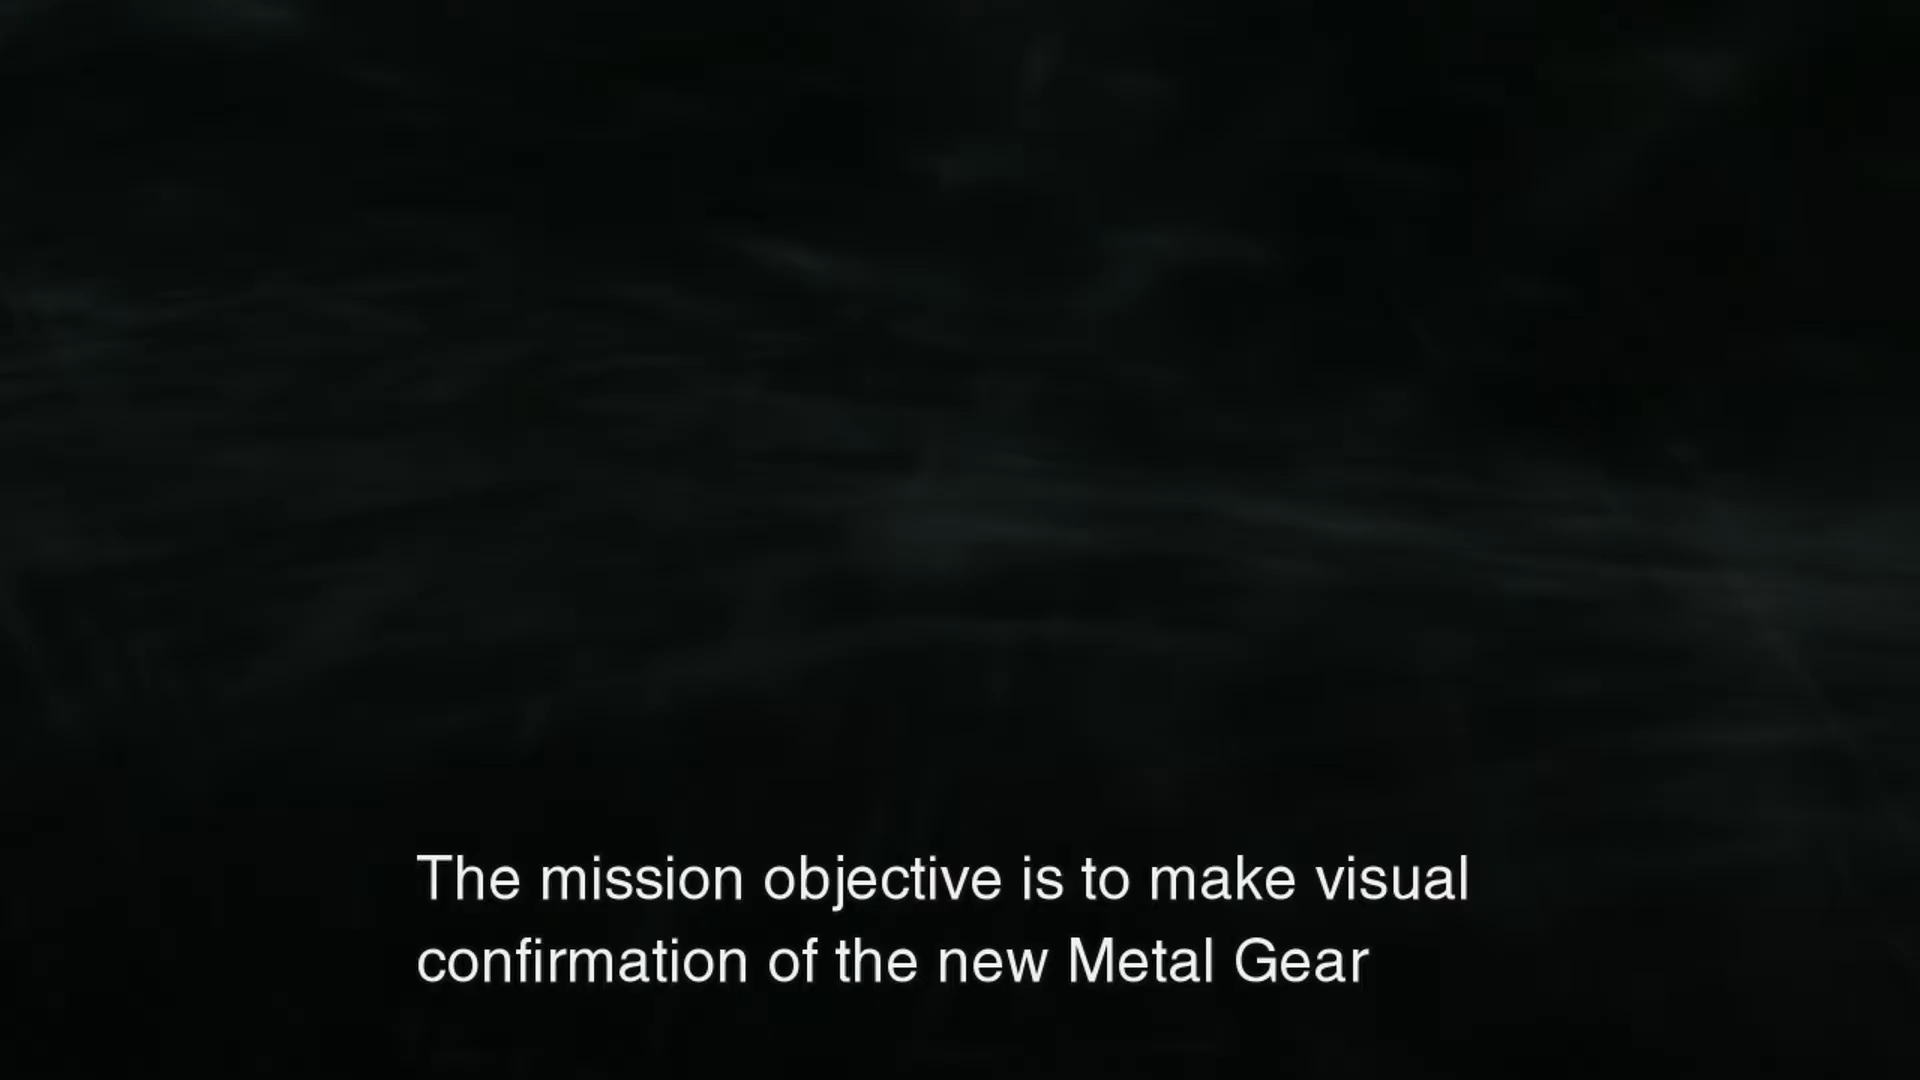 The mission objective is to make visual
confirmation of the new Metal Gear